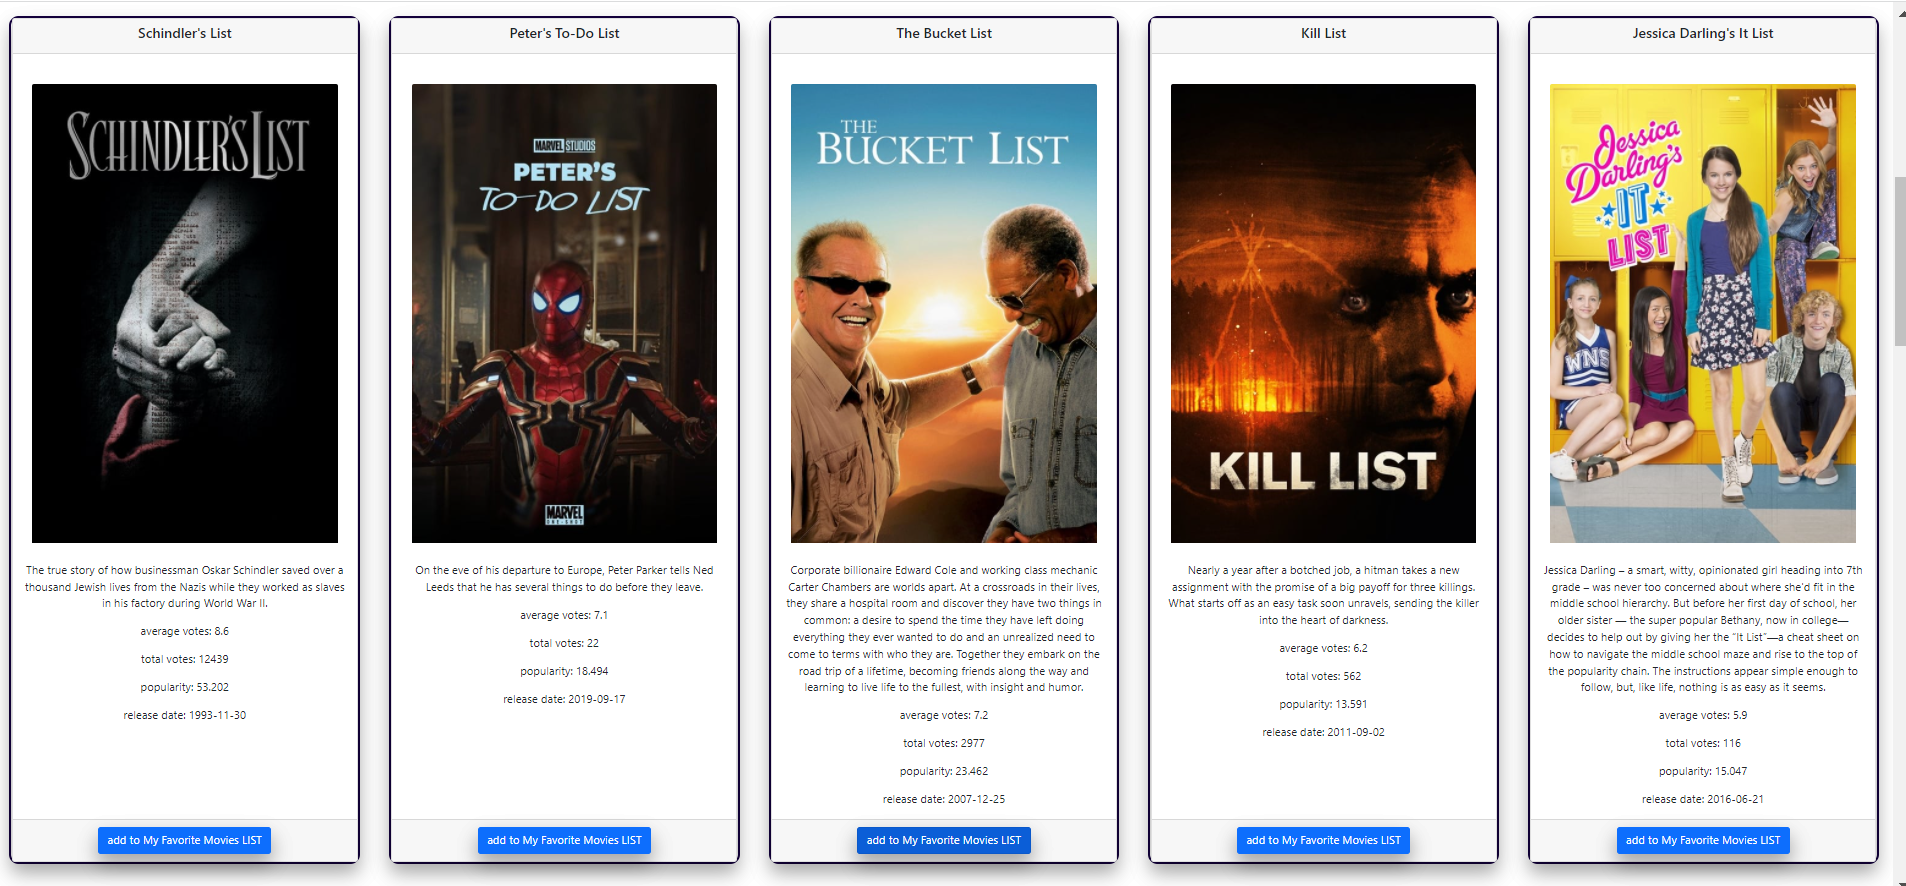 Schindler's List
SCHINDLER'S LIST
The true story of how businessman Oskar Schindler saved over a
thousand Jewish lives from the Nazis while they worked as slaves
in his factory during World War II.
average votes: 8.6
total votes: 12439
popularity: 53.202
release date: 1993-11-30
add to My Favorite Movies LIST
Peter's To-Do List
MARVEL STUDIOS
PETER'S
TO-DO LIST
MARVEL
ONE-SHOT
On the eve of his departure to Europe, Peter Parker tells Ned
Leeds that he has several things to do before they leave.
average votes: 7.1
total votes: 22
popularity: 18.494
release date: 2019-09-17
add to My Favorite Movies LIST
The Bucket List
THE
BUCKET LIST
Corporate billionaire Edward Cole and working class mechanic
Carter Chambers are worlds apart. At a crossroads in their lives,
they share a hospital room and discover they have two things in
common: a desire to spend the time they have left doing
everything they ever wanted to do and an unrealized need to
come to terms with who they are. Together they embark on the
road trip of a lifetime, becoming friends along the way and
learning to live life to the fullest, with insight and humor.
average votes: 7.2
total votes: 2977
popularity: 23.462
release date: 2007-12-25
add to My Favorite Movies LIST
Kill List
KILL LIST
Nearly a year after a botched job, a hitman takes a new
assignment with the promise of a big payoff for three killings.
What starts off as an easy task soon unravels, sending the killer
into the heart of darkness.
average votes: 6.2
total votes: 562
popularity: 13.591
release date: 2011-09-02
add to My Favorite Movies LIST
Jessica Darling's It List
Jessica
Darling's
IT
LIST
WNS
Jessica Darling – a smart, witty, opinionated girl heading into 7th
grade – was never too concerned about where she'd fit in the
middle school hierarchy. But before her first day of school, her
older sister — the super popular Bethany, now in college—
decides to help out by giving her the "It List"—a cheat sheet on
how to navigate the middle school maze and rise to the top of
the popularity chain. The instructions appear simple enough to
follow, but, like life, nothing is as easy as it seems.
average votes: 5.9
total votes: 116
popularity: 15.047
release date: 2016-06-21
add to My Favorite Movies LIST